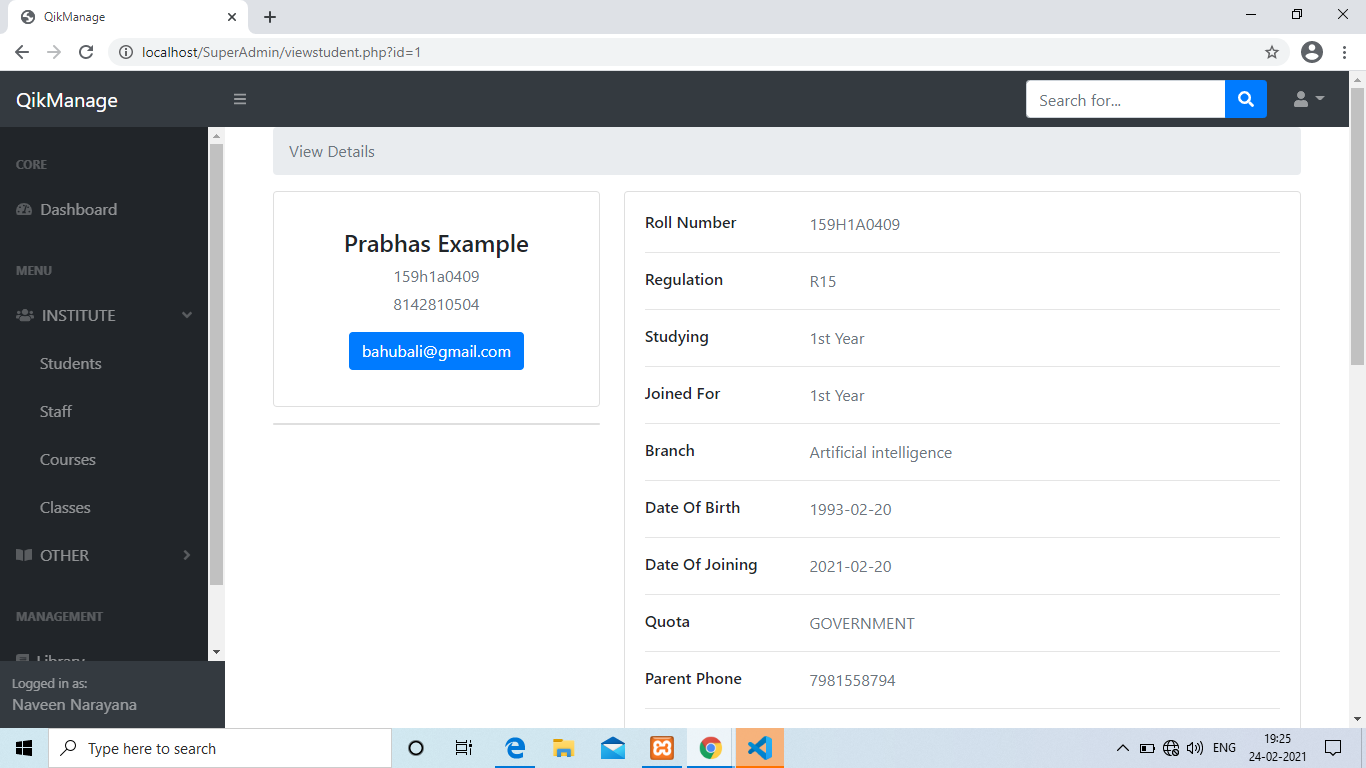 QikManage
localhost/SuperAdmin/viewstudent.php?id=1
QikManage
Search for...
CORE
Dashboard
MENU
INSTITUTE
Students
Staff
Courses
Classes
OTHER
MANAGEMENT
Library
Logged in as:
Naveen Narayana
View Details
Prabhas Example
159h1a0409
8142810504
bahubali@gmail.com
Roll Number 159H1A0409
Regulation R15
Studying 1st Year
Joined For 1st Year
Branch Artificial intelligence
Date Of Birth 1993-02-20
Date Of Joining 2021-02-20
Quota GOVERNMENT
Parent Phone 7981558794
Type here to search
ENG
19:25
24-02-2021